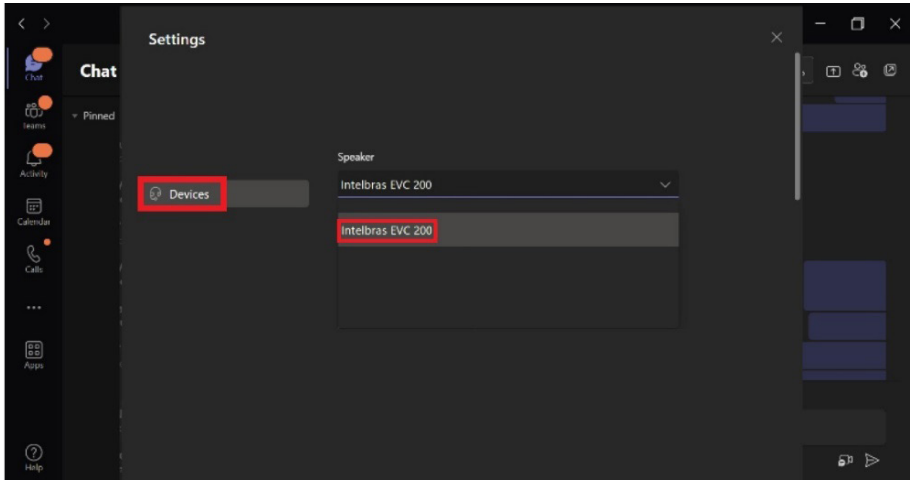 Settings
Chat
Chat
Pinned
Teams
Activity
Calendar
Calls
Apps
Help
Devices
Speaker
Intelbras EVC 200
Intelbras EVC 200